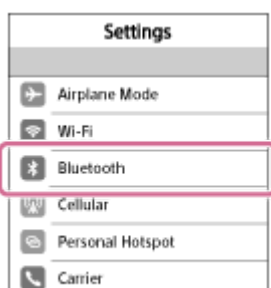 Settings
Airplane Mode
Wi-Fi
Bluetooth
Cellular
Personal Hotspot
Carrier